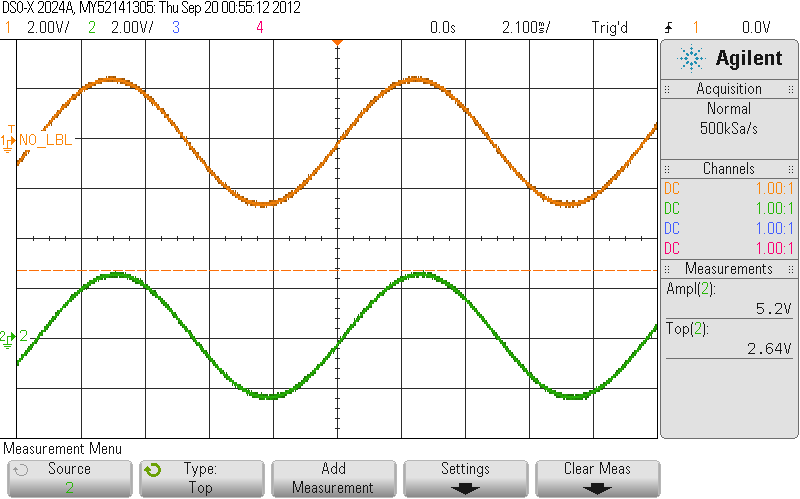 DSO-X 2024A, MY52141305: Thu Sep 20 00:55:12 2012
1 2.00V/ 2 2.00V/ 3 4 0.0s 2.100ms/ Trig'd 1 0.0V
Agilent
Acquisition
Normal
500kSa/s
Channels
DC 1.00:1
DC 1.00:1
DC 1.00:1
DC 1.00:1
Measurements
Ampl(2):
5.2V
Top(2):
2.64V
T
1 NO_LBL
2 2
Measurement Menu
Source
2
Type:
Top
Add
Measurement
Settings
Clear Meas